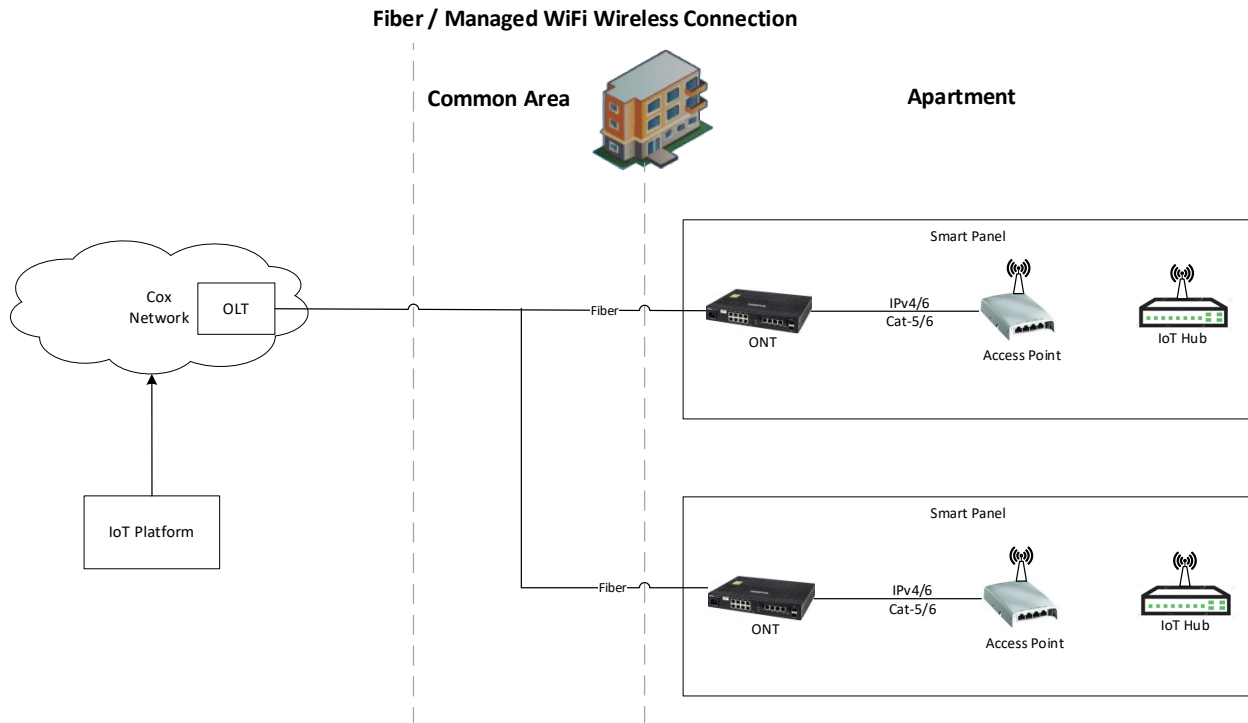 Fiber / Managed WiFi Wireless Connection
Common Area
Apartment
Cox
Network
OLT
IoT Platform
Smart Panel
Fiber
ONT
IPv4/6
Cat-5/6
Access Point
IoT Hub
Smart Panel
Fiber
ONT
IPv4/6
Cat-5/6
Access Point
IoT Hub